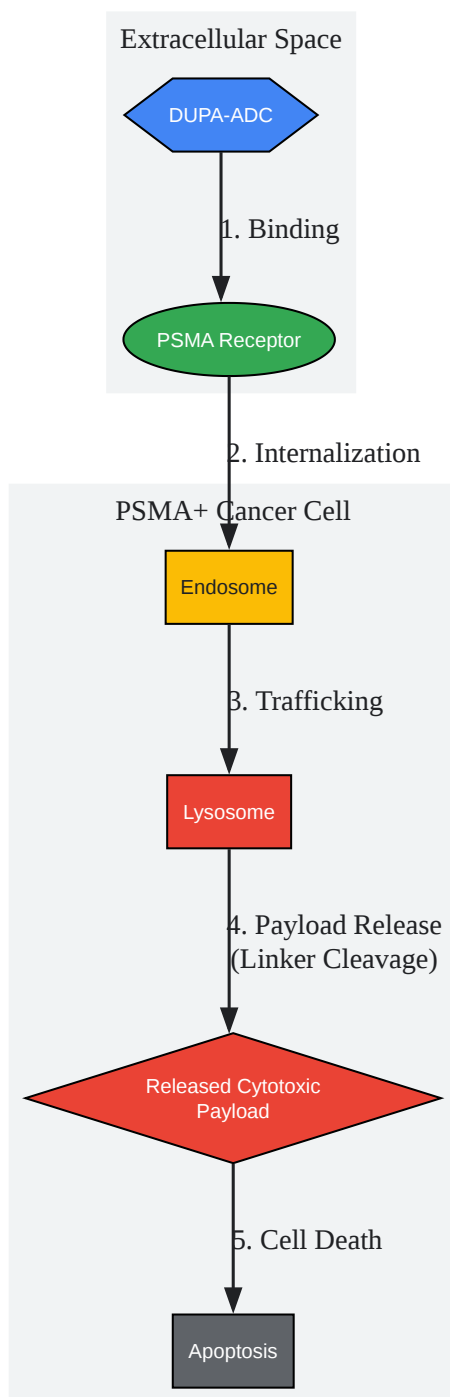 Extracellular Space
DUPA-ADC
1. Binding
PSMA Receptor
2. Internalization
PSMA+ Cancer Cell
Endosome
3. Trafficking
Lysosome
4. Payload Release
(Linker Cleavage)
Released Cytotoxic
Payload
5. Cell Death
Apoptosis